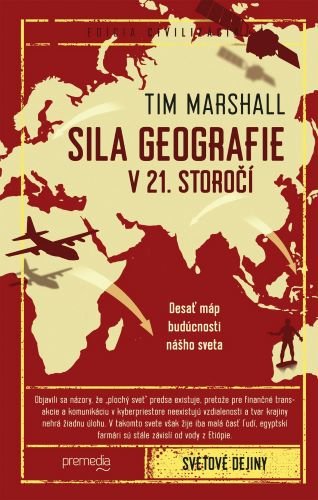 EDÍCIA CIVILIZÁCIE
TIM MARSHALL
SILA GEOGRAFIE
V 21. STOROČÍ
Desať máp
budúcnosti
nášho sveta
Objavili sa názory, že „plochý svet“ predsa existuje, pretože pre finančné trans-
akcie a komunikáciu v kyberpriestore neexistujú vzdialenosti a tvar krajiny
nehrá žiadnu úlohu. V takomto svete však žije iba malá časť ľudí, egyptskí
farmári sú stále závislí od vody z Etiópie.
premedia
SVETOVÉ DEJINY